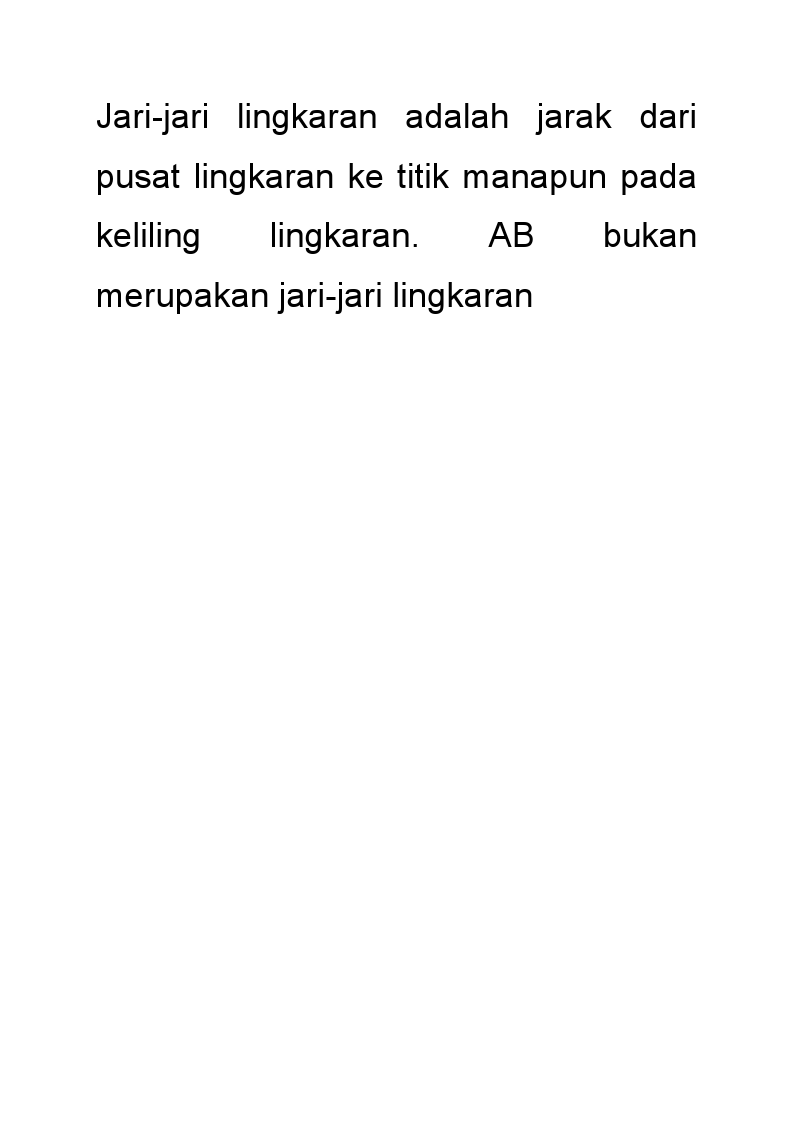 Jari-jari lingkaran adalah jarak dari
pusat lingkaran ke titik manapun pada
keliling lingkaran. AB bukan
merupakan jari-jari lingkaran